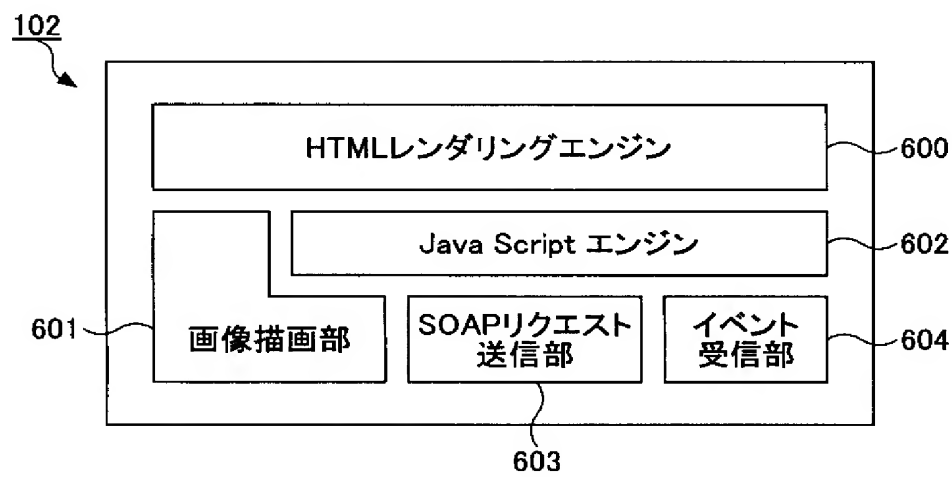 102
HTMLレンダリングエンジン
600
Java Script エンジン
602
601
画像描画部
SOAPリクエスト
送信部
イベント
受信部
604
603